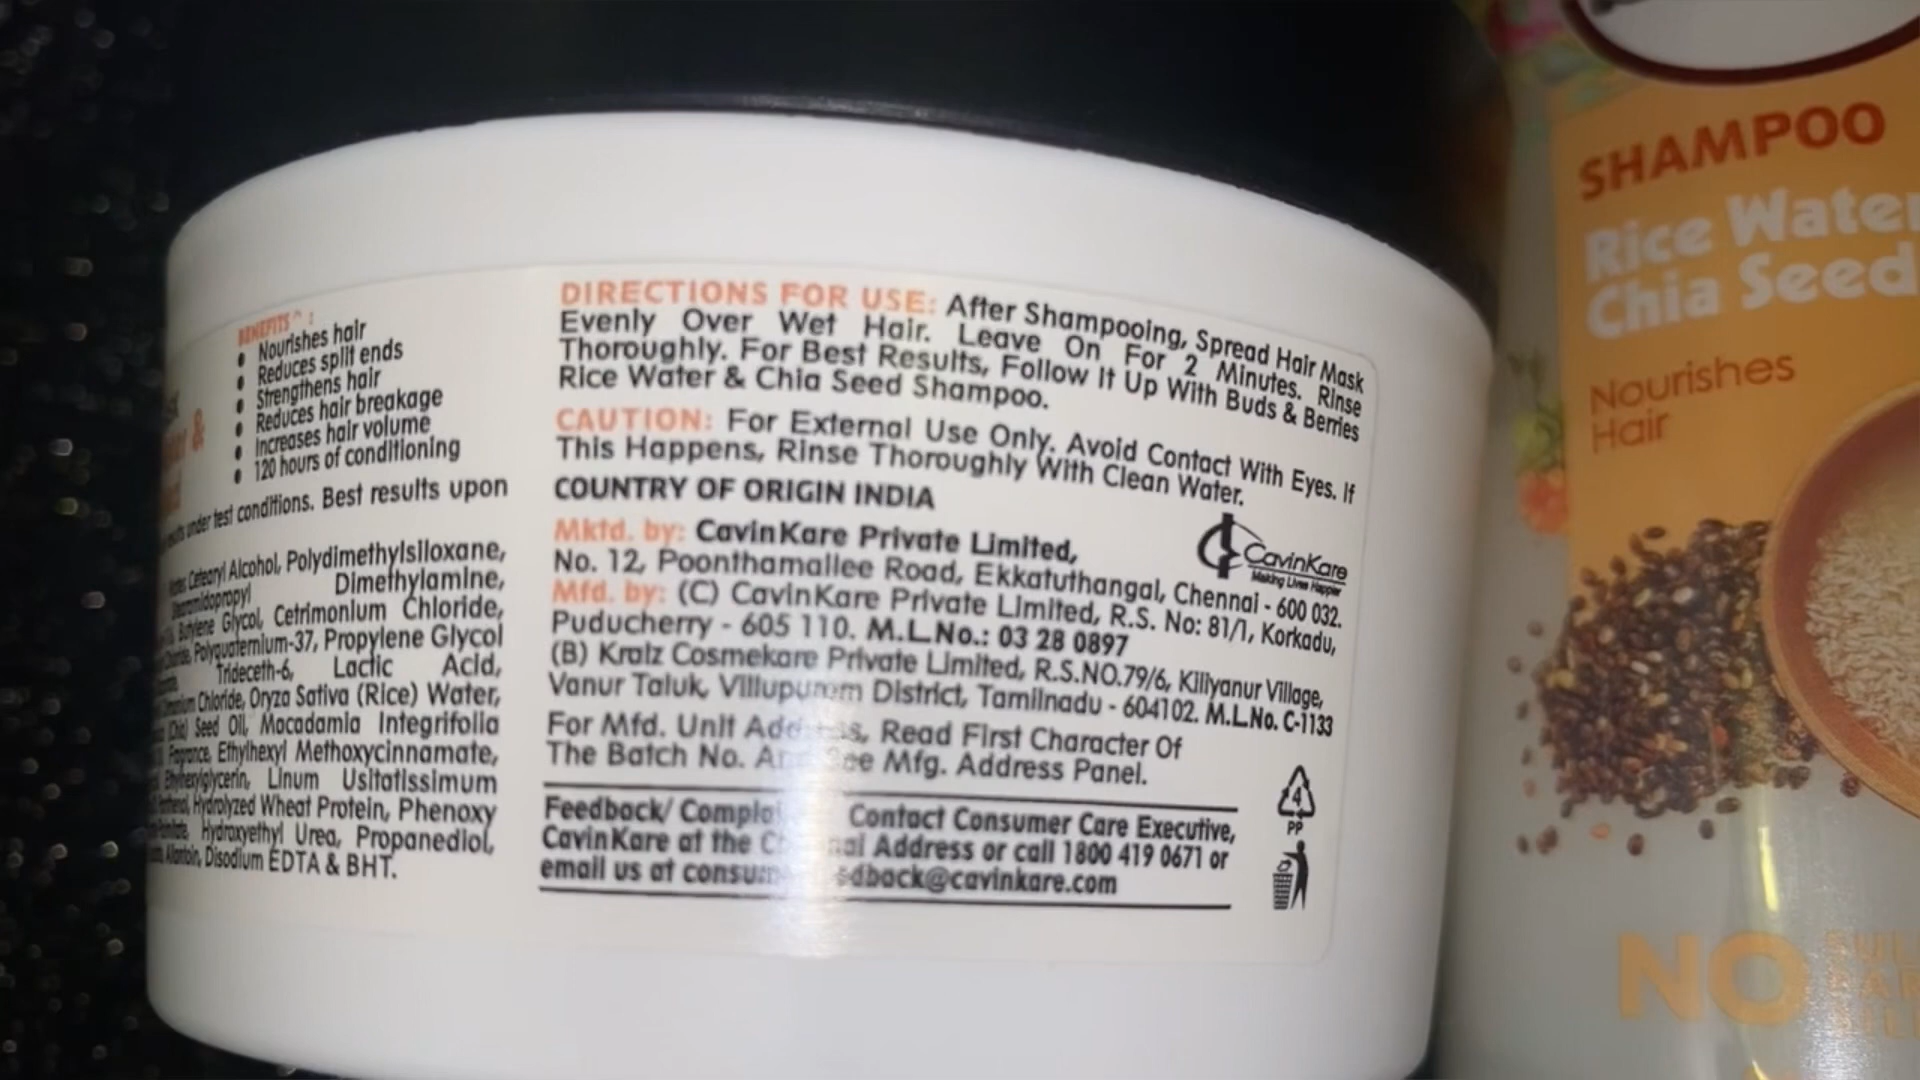 BENEFITS^ :
• Nourishes hair
• Reduces split ends
• Strengthens hair
• Reduces hair breakage
• Increases hair volume
• 120 hours of conditioning
under test conditions. Best results upon
Cetearyl Alcohol, Polydimethylsiloxane,
Dimethylamine,
Butylene Glycol, Cetrimonium Chloride,
Polyquaternium-37, Propylene Glycol
Trideceth-6, Lactic Acid,
Chloride, Oryza Sativa (Rice) Water,
(Chia) Seed Oil, Macadamia Integrifolia
Fragrance, Ethylhexyl Methoxycinnamate,
Ethylhexylglycerin, Linum Usitatissimum
Hydrolyzed Wheat Protein, Phenoxy
Hydroxyethyl Urea, Propanediol,
Allantoin, Disodium EDTA & BHT.
DIRECTIONS FOR USE: After Shampooing, Spread Hair Mask
Evenly Over Wet Hair. Leave On For 2 Minutes. Rinse
Thoroughly. For Best Results, Follow It Up With Buds & Berries
Rice Water & Chia Seed Shampoo.
CAUTION: For External Use Only. Avoid Contact With Eyes. If
This Happens, Rinse Thoroughly With Clean Water.
COUNTRY OF ORIGIN INDIA
Mktd. by: CavinKare Private Limited,
No. 12, Poonthamallee Road, Ekkatuthangal, Chennai - 600 032.
Mfd. by: (C) CavinKare Private Limited, R.S. No: 81/1, Korkadu,
Puducherry - 605 110. M.L.No.: 03 28 0897
(B) Kralz Cosmekare Private Limited, R.S.NO.79/6, Killyanur Village,
Vanur Taluk, Villupuram District, Tamilnadu - 604102. M.L.No. C-1133
For Mfd. Unit Address, Read First Character Of
The Batch No. And See Mfg. Address Panel.
Feedback/ Contact Consumer Care Executive,
CavinKare at the Address or call 1800 419 0671 or
email us at
CavinKare
Making Lives Happier
4
PP
SHAMPOO
Rice Water
Chia Seed
Nourishes
Hair
NO